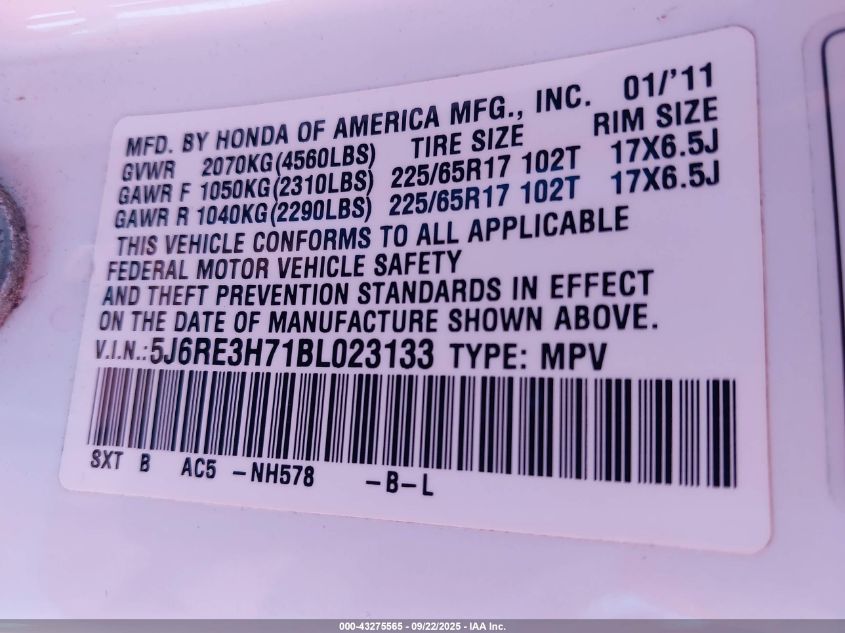 MFD. BY HONDA OF AMERICA MFG., INC. 01/'11
GVWR 2070KG(4560LBS) TIRE SIZE RIM SIZE
GAWR F 1050KG(2310LBS) 225/65R17 102T 17X6.5J
GAWR R 1040KG(2290LBS) 225/65R17 102T 17X6.5J
THIS VEHICLE CONFORMS TO ALL APPLICABLE
FEDERAL MOTOR VEHICLE SAFETY
AND THEFT PREVENTION STANDARDS IN EFFECT
ON THE DATE OF MANUFACTURE SHOWN ABOVE.
V.I.N.:5J6RE3H71BL023133 TYPE: MPV
SXT B AC5 -NH578 -B-L
000-43275565 - 09/22/2025 - IAA Inc.